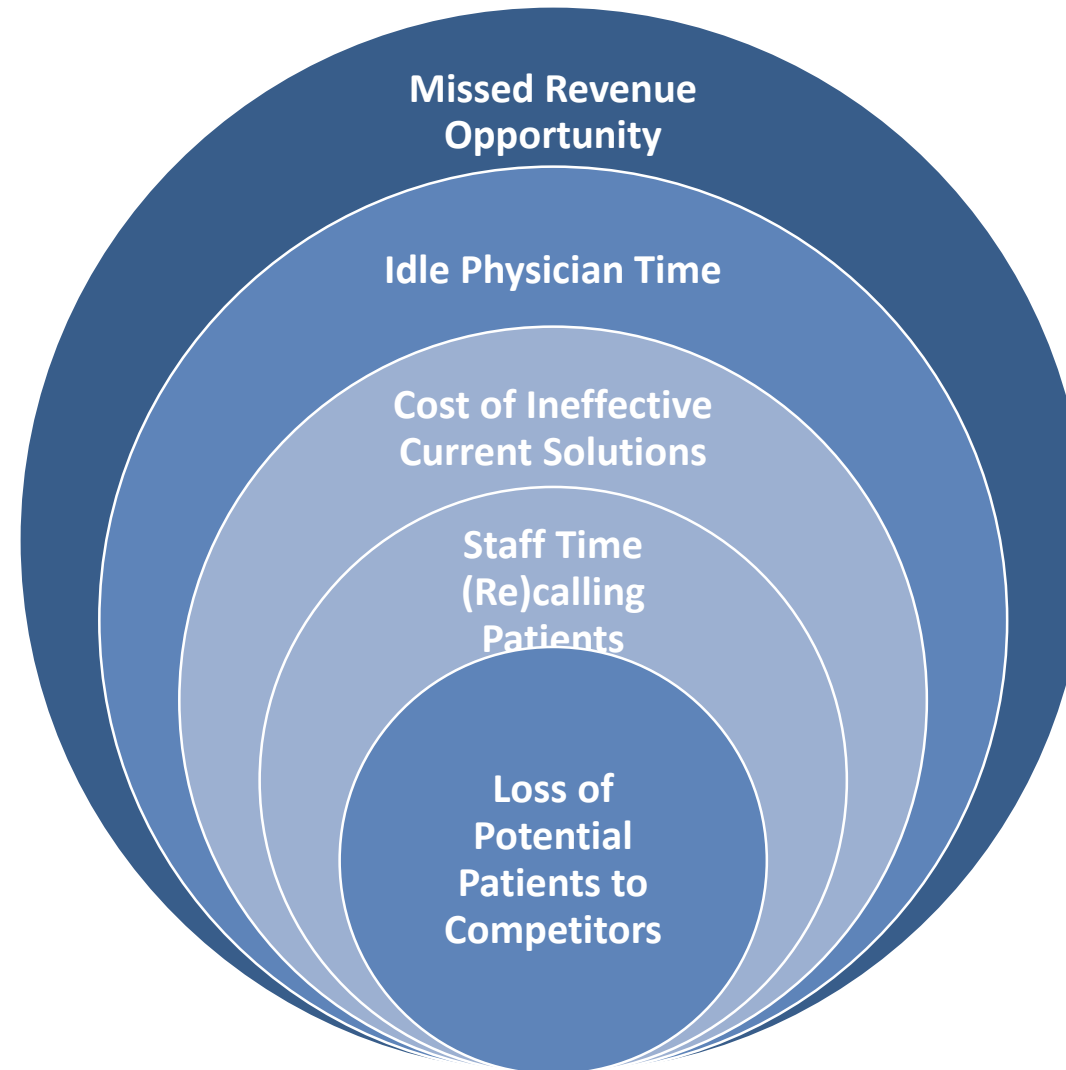 Missed Revenue
Opportunity
Idle Physician Time
Cost of Ineffective
Current Solutions
Staff Time
(Re)calling
Patients
Loss of
Potential
Patients to
Competitors